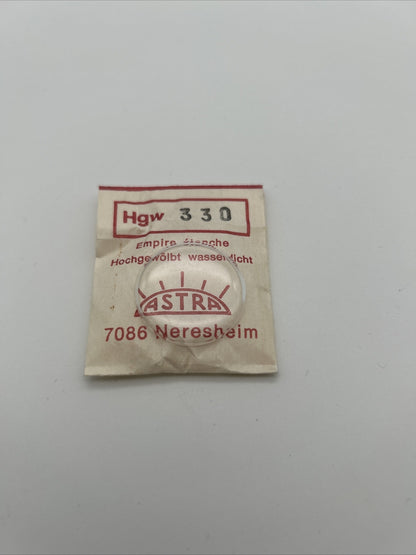 Hgw 330
Empire étanche
Hochgewölbt wasserdicht
ASTRA
7086 Neresheim